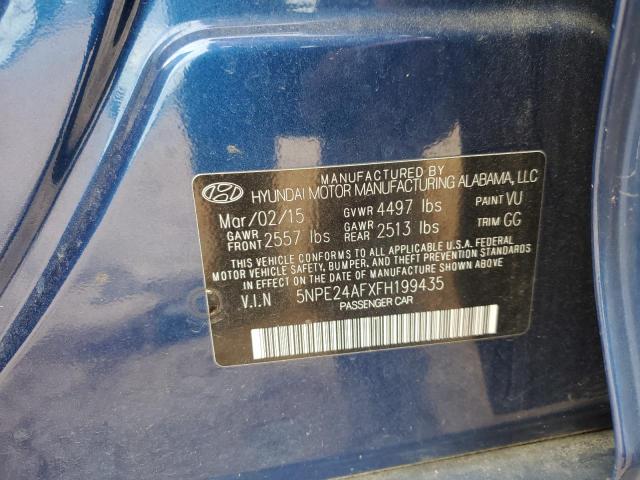 MANUFACTURED BY
HYUNDAI MOTOR MANUFACTURING ALABAMA, LLC
Mar/02/15 GVWR 4497 lbs PAINT VU
GAWR FRONT 2557 lbs GAWR REAR 2513 lbs TRIM GG
THIS VEHICLE CONFORMS TO ALL APPLICABLE U.S.A. FEDERAL
MOTOR VEHICLE SAFETY, BUMPER, AND THEFT PREVENTION STANDARDS
IN EFFECT ON THE DATE OF MANUFACTURE SHOWN ABOVE.
V.I.N 5NPE24AFXFH199435
PASSENGER CAR